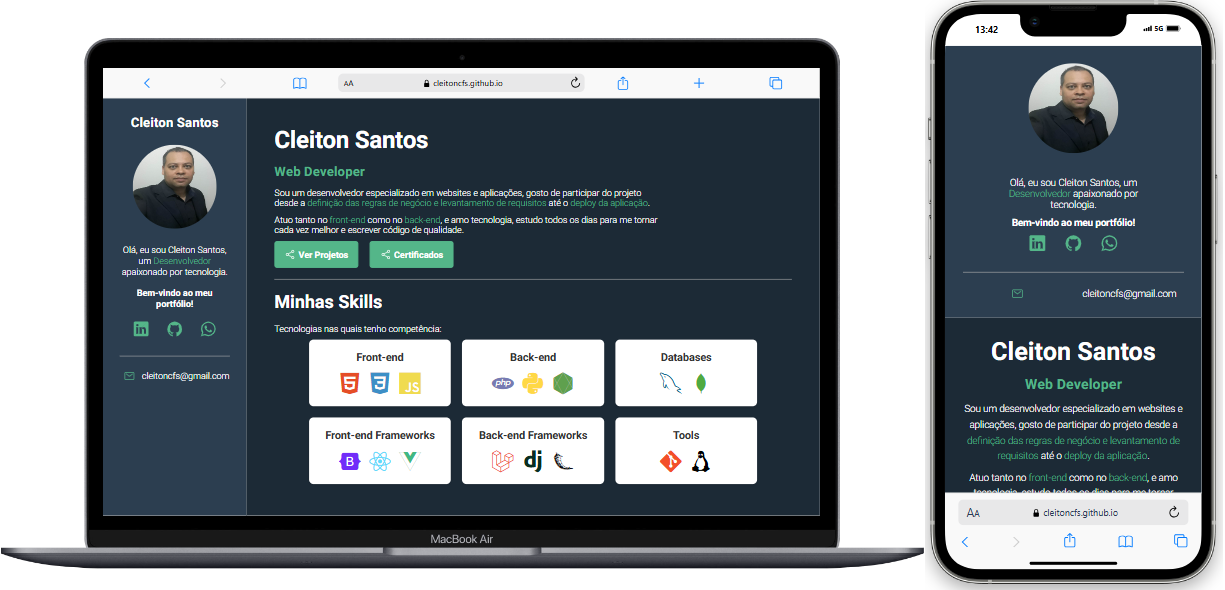 AA
cleitoncfs.github.io
Cleiton Santos
Olá, eu sou Cleiton Santos,
um Desenvolvedor
apaixonado por tecnologia.
Bem-vindo ao meu
portfólio!
in
cleitoncfs@gmail.com
Cleiton Santos
Web Developer
Sou um desenvolvedor especializado em websites e aplicações, gosto de participar do projeto
desde a definição das regras de negócio e levantamento de requisitos até o deploy da aplicação.
Atuo tanto no front-end como no back-end, e amo tecnologia, estudo todos os dias para me tornar
cada vez melhor e escrever código de qualidade.
Ver Projetos
Certificados
Minhas Skills
Tecnologias nas quais tenho competência:
Front-end
5
3
JS
Back-end
php
Databases
Front-end Frameworks
B
Back-end Frameworks
dj
Tools
MacBook Air
13:42
5G
Olá, eu sou Cleiton Santos, um
Desenvolvedor apaixonado por
tecnologia.
Bem-vindo ao meu portfólio!
in
cleitoncfs@gmail.com
Cleiton Santos
Web Developer
Sou um desenvolvedor especializado em websites e
aplicações, gosto de participar do projeto desde a
definição das regras de negócio e levantamento de
requisitos até o deploy da aplicação.
Atuo tanto no front-end como no back-end, e amo
tecnologia, estudo todos os dias para me tornar
AA
cleitoncfs.github.io